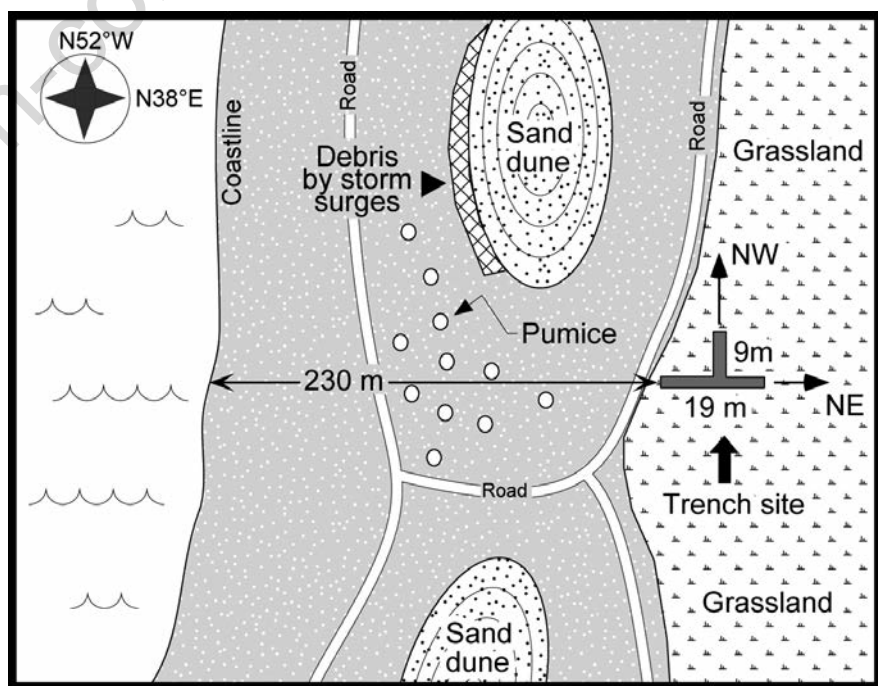 N52°W
N38°E
Coastline
Road
Sand
dune
Road
Grassland
Debris
by storm
surges
NW
Pumice
9m
230 m
19 m
NE
Road
Trench site
Grassland
Sand
dune